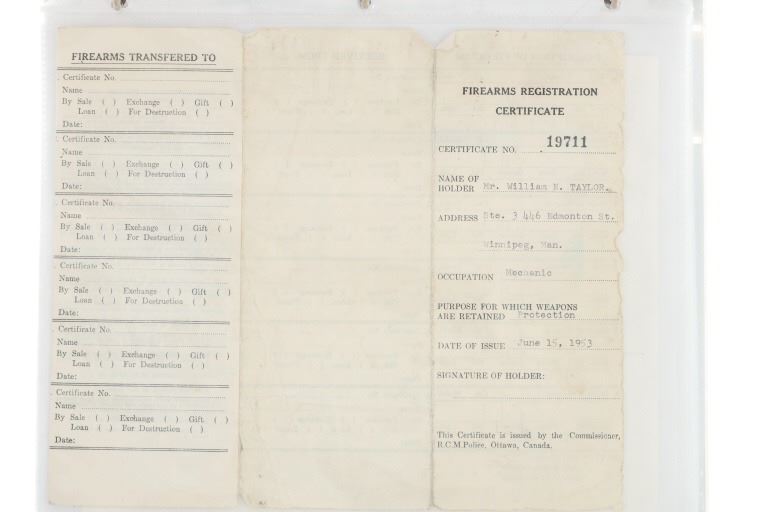 FIREARMS TRANSFERED TO
Certificate No.
Name
By Sale ( ) Exchange ( ) Gift ( )
Loan ( ) For Destruction ( )
Date:
Certificate No.
Name
By Sale ( ) Exchange ( ) Gift ( )
Loan ( ) For Destruction ( )
Date:
Certificate No.
Name
By Sale ( ) Exchange ( ) Gift ( )
Loan ( ) For Destruction ( )
Date:
Certificate No.
Name
By Sale ( ) Exchange ( ) Gift ( )
Loan ( ) For Destruction ( )
Date:
Certificate No.
Name
By Sale ( ) Exchange ( ) Gift ( )
Loan ( ) For Destruction ( )
Date:
Certificate No.
Name
By Sale ( ) Exchange ( ) Gift ( )
Loan ( ) For Destruction ( )
Date:
FIREARMS REGISTRATION
CERTIFICATE
CERTIFICATE NO. 19711
NAME OF
HOLDER Mr. William N. TAYLOR.
ADDRESS Ste. 3 446 Edmonton St.
Winnipeg, Man.
OCCUPATION Mechanic
PURPOSE FOR WHICH WEAPONS
ARE RETAINED Protection
DATE OF ISSUE June 15, 1953
SIGNATURE OF HOLDER:
This Certificate is issued by the Commissioner,
R.C.M.Police, Ottawa, Canada.